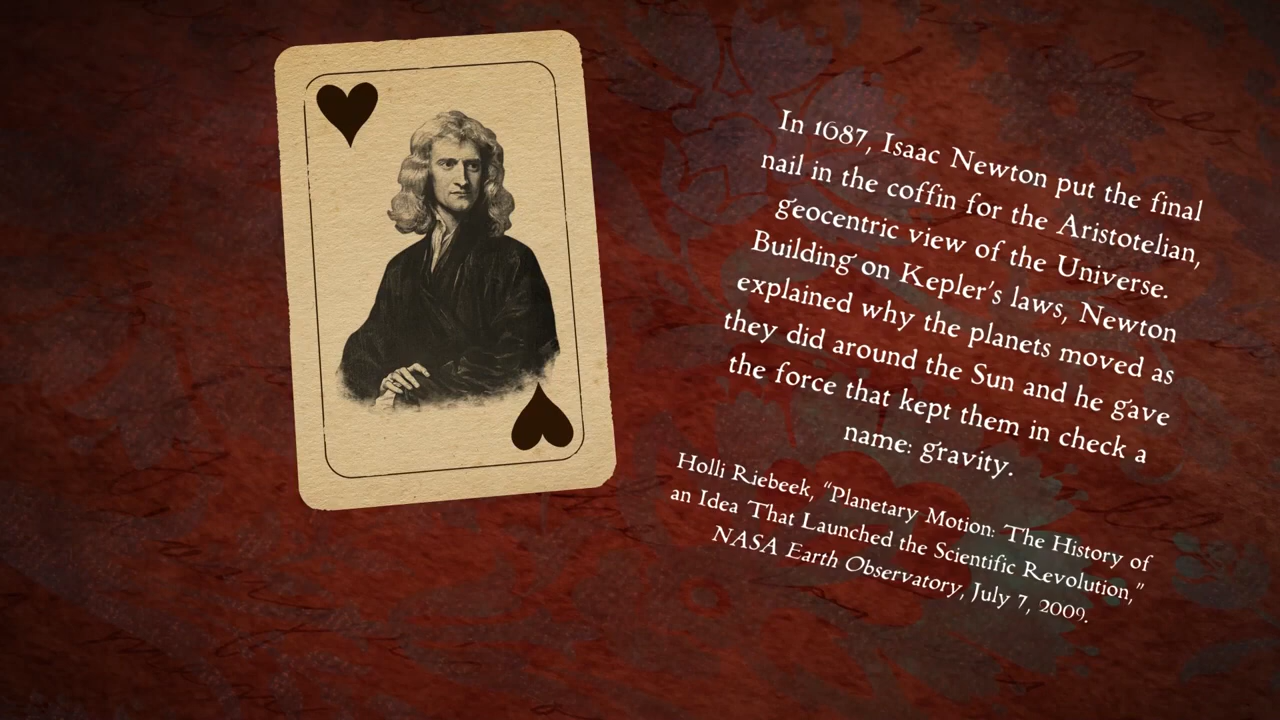 In 1687, Isaac Newton put the final
nail in the coffin for the Aristotelian,
geocentric view of the Universe.
Building on Kepler's laws, Newton
explained why the planets moved as
they did around the Sun and he gave
the force that kept them in check a
name: gravity.
Holli Riebeek, “Planetary Motion: The History of
an Idea That Launched the Scientific Revolution,”
NASA Earth Observatory, July 7, 2009.